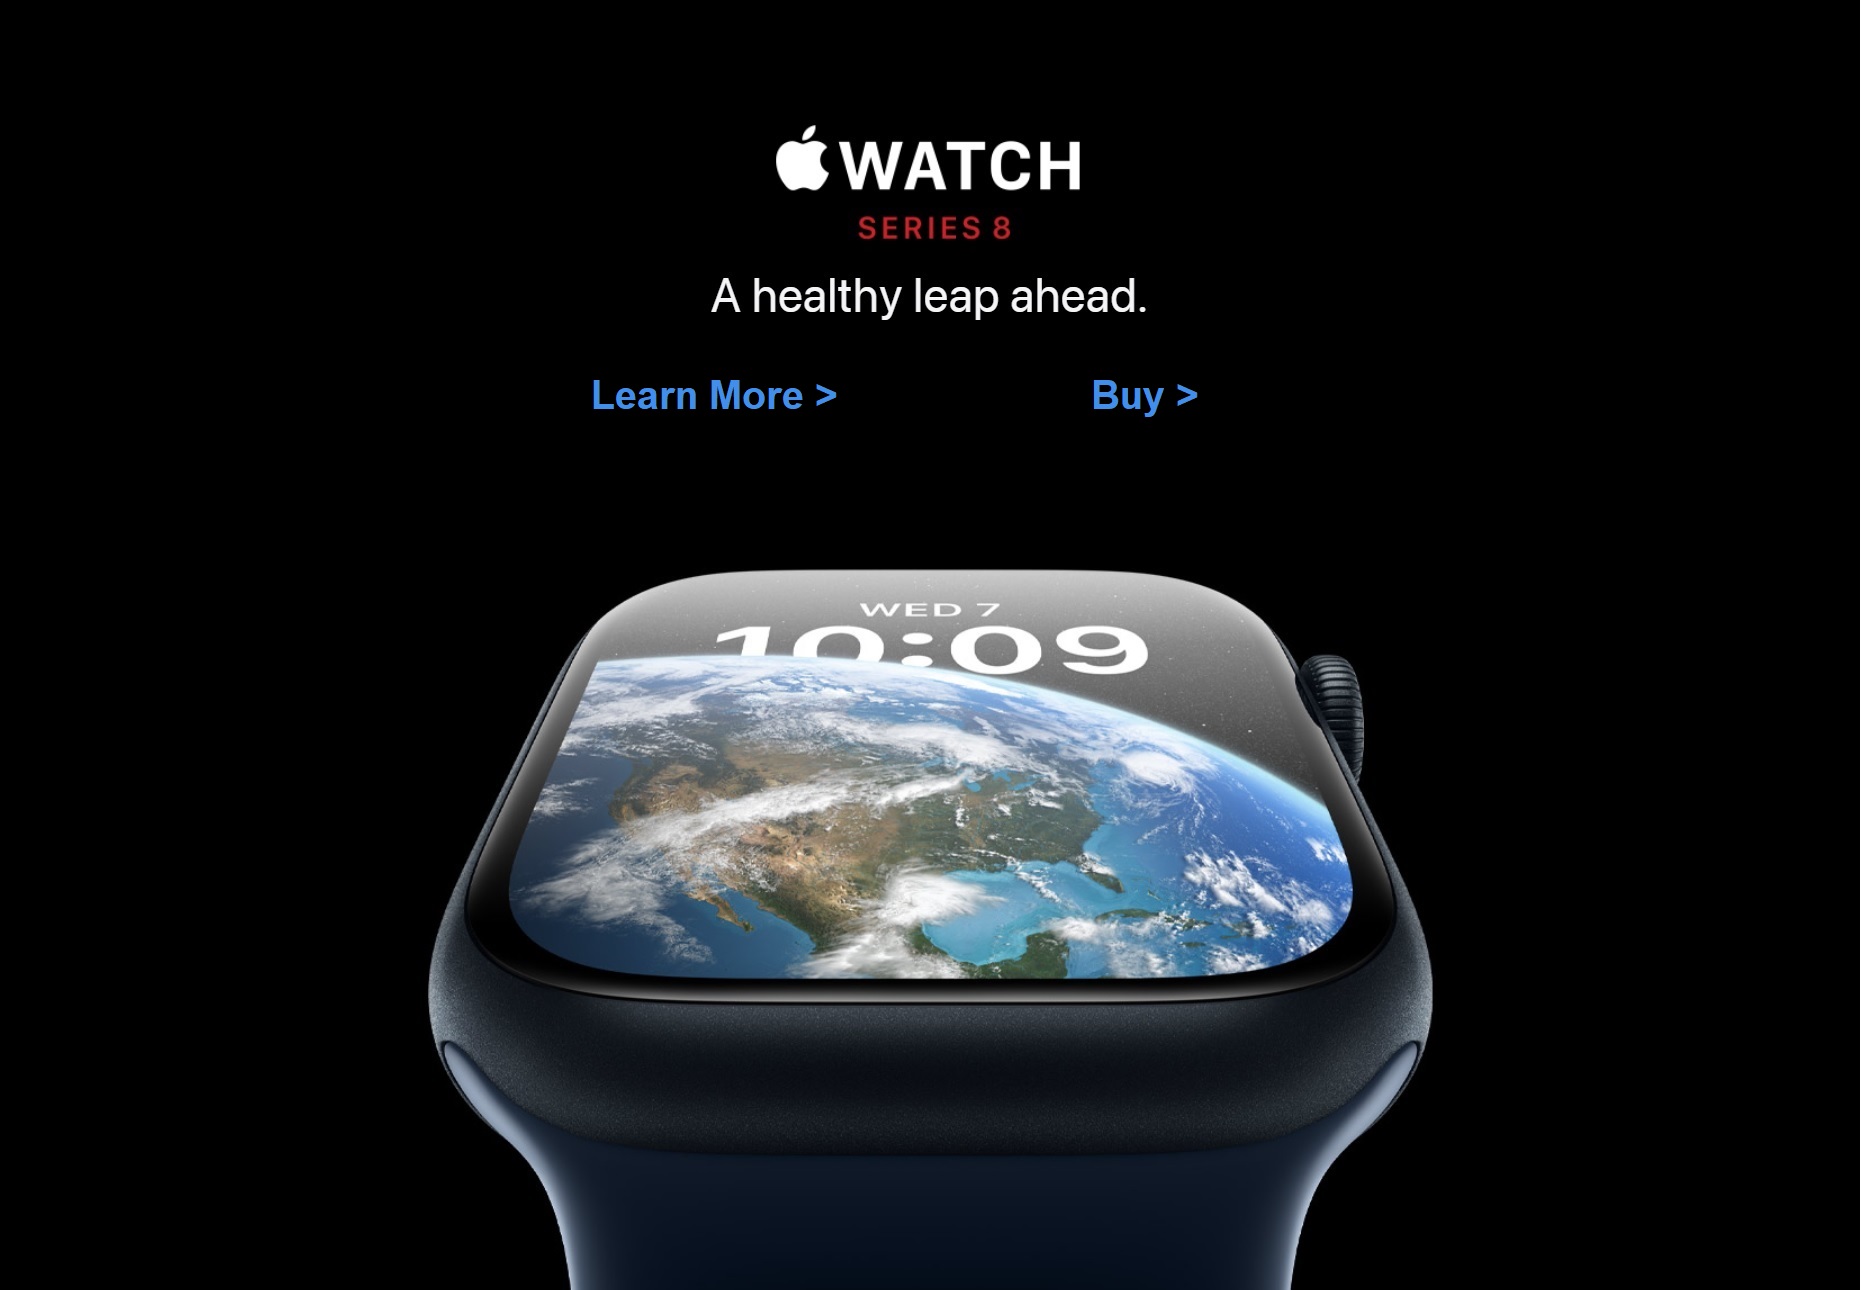 WATCH
SERIES 8
A healthy leap ahead.
Learn More > Buy >
WED 7
10:09